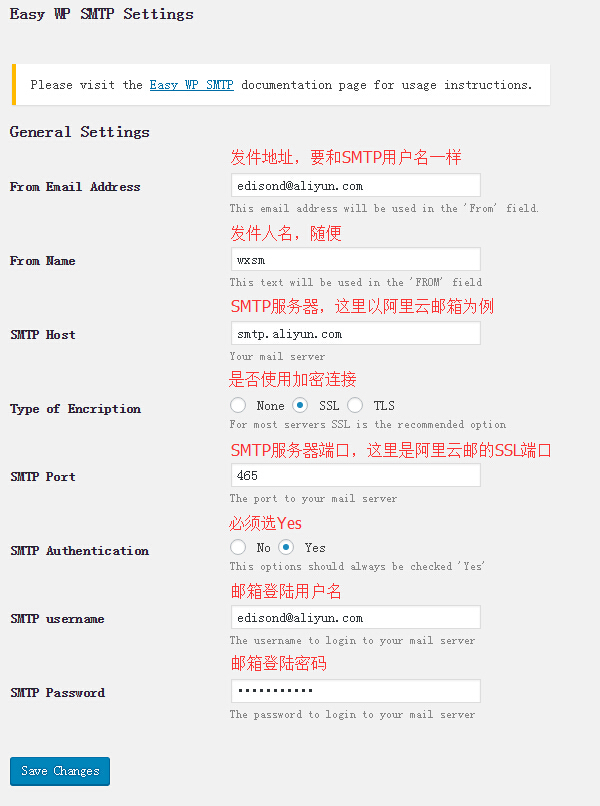 Easy WP SMTP Settings
Please visit the Easy WP SMTP documentation page for usage instructions.
General Settings
发件地址，要和SMTP用户名一样
From Email Address
edisond@aliyun.com
This email address will be used in the 'From' field.
发件人名，随便
From Name
wxsm
This text will be used in the 'FROM' field
SMTP服务器，这里以阿里云邮箱为例
SMTP Host
smtp.aliyun.com
Your mail server
是否使用加密连接
Type of Encription
None SSL TLS
For most servers SSL is the recommended option
SMTP服务器端口，这里是阿里云邮的SSL端口
SMTP Port
465
The port to your mail server
必须选Yes
SMTP Authentication
No Yes
This options should always be checked 'Yes'
邮箱登陆用户名
SMTP username
edisond@aliyun.com
The username to login to your mail server
邮箱登陆密码
SMTP Password
•••••••••••
The password to login to your mail server
Save Changes